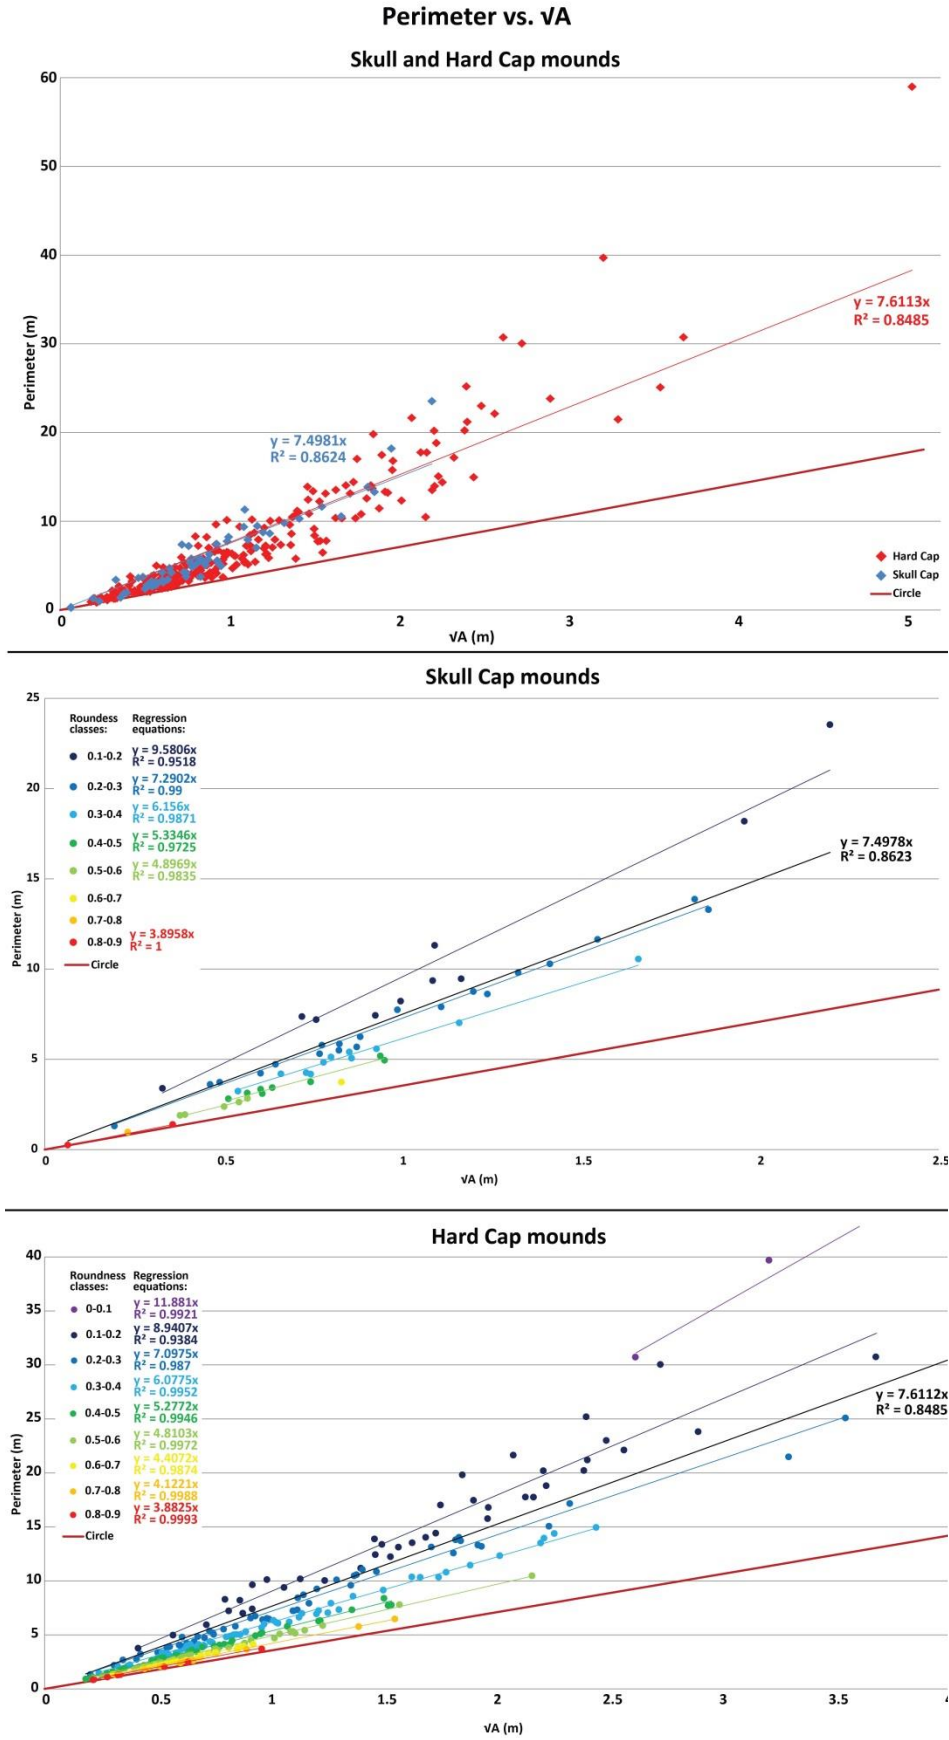 Perimeter vs. √A
Skull and Hard Cap mounds
60
50
40
30
20
10
0
Perimeter (m)
y = 7.6113x
R² = 0.8485
y = 7.4981x
R² = 0.8624
Hard Cap
Skull Cap
Circle
0 1 2 3 4 5
√A (m)
Skull Cap mounds
25
20
15
10
5
0
Perimeter (m)
Roundess Regression
classes: equations:
0.1-0.2 y = 9.5806x
R² = 0.9518
0.2-0.3 y = 7.2902x
R² = 0.99
0.3-0.4 y = 6.156x
R² = 0.9871
0.4-0.5 y = 5.3346x
R² = 0.9725
0.5-0.6 y = 4.8969x
R² = 0.9835
0.6-0.7
0.7-0.8
0.8-0.9 y = 3.8958x
R² = 1
Circle
y = 7.4978x
R² = 0.8623
0 0.5 1 1.5 2 2.5
√A (m)
Hard Cap mounds
40
35
30
25
20
15
10
5
0
Perimeter (m)
Roundness Regression
classes: equations:
0-0.1 y = 11.881x
R² = 0.9921
0.1-0.2 y = 8.9407x
R² = 0.9384
0.2-0.3 y = 7.0975x
R² = 0.987
0.3-0.4 y = 6.0775x
R² = 0.9952
0.4-0.5 y = 5.2772x
R² = 0.9946
0.5-0.6 y = 4.8103x
R² = 0.9972
0.6-0.7 y = 4.4072x
R² = 0.9874
0.7-0.8 y = 4.1221x
R² = 0.9988
0.8-0.9 y = 3.8825x
R² = 0.9993
Circle
y = 7.6112x
R² = 0.8485
0 0.5 1 1.5 2 2.5 3 3.5 4
√A (m)